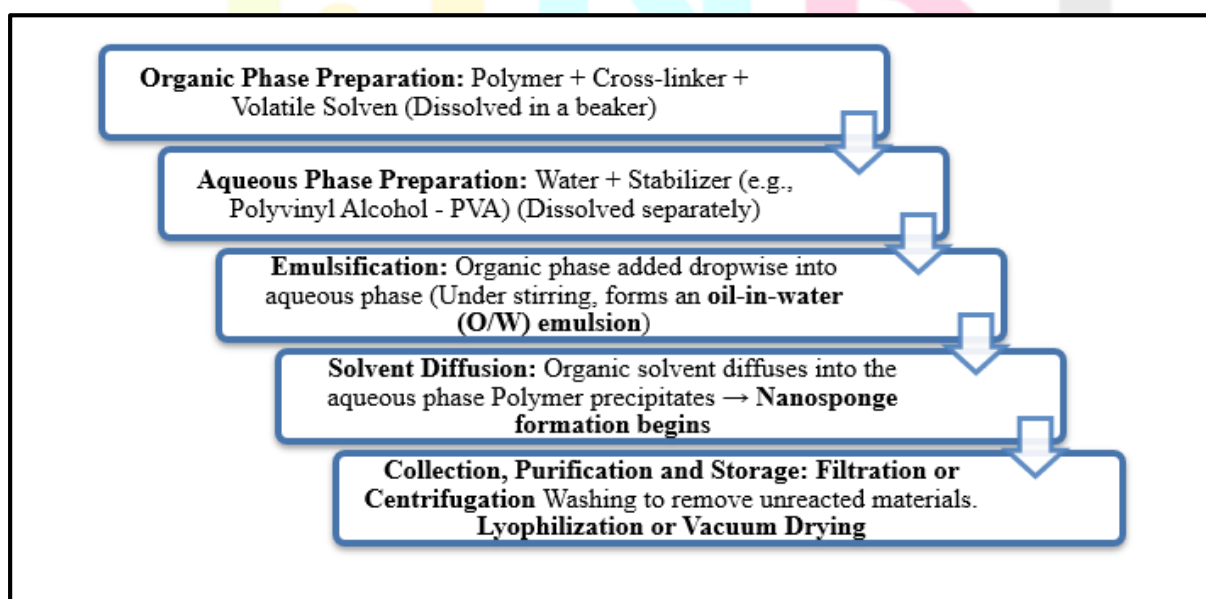 Organic Phase Preparation: Polymer + Cross-linker +
Volatile Solven (Dissolved in a beaker)
Aqueous Phase Preparation: Water + Stabilizer (e.g.,
Polyvinyl Alcohol - PVA) (Dissolved separately)
Emulsification: Organic phase added dropwise into
aqueous phase (Under stirring, forms an oil-in-water
(O/W) emulsion)
Solvent Diffusion: Organic solvent diffuses into the
aqueous phase Polymer precipitates → Nanosponge
formation begins
Collection, Purification and Storage: Filtration or
Centrifugation Washing to remove unreacted materials.
Lyophilization or Vacuum Drying